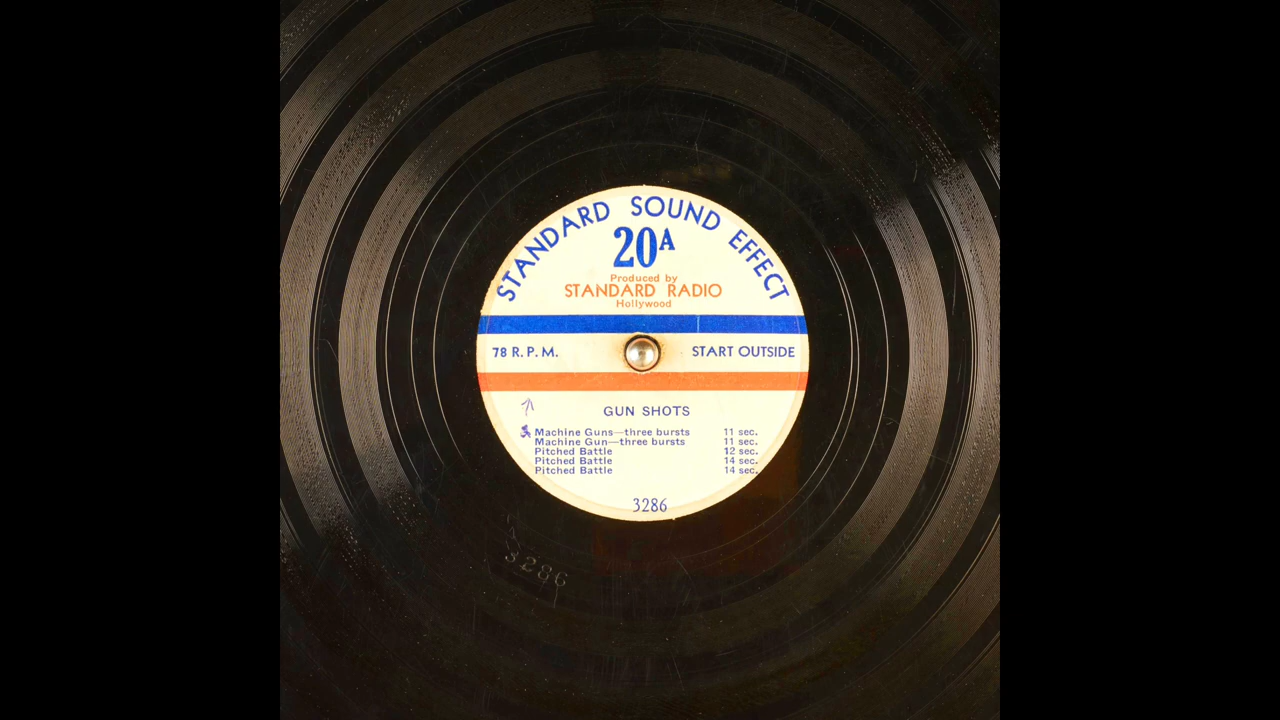 STANDARD SOUND EFFECT
20A
Produced by
STANDARD RADIO
Hollywood
78 R. P. M. START OUTSIDE
GUN SHOTS
Machine Guns—three bursts 11 sec.
Machine Gun—three bursts 11 sec.
Pitched Battle 12 sec.
Pitched Battle 14 sec.
Pitched Battle 14 sec.
3286
3286